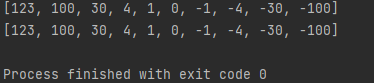 [123, 100, 30, 4, 1, 0, -1, -4, -30, -100]
[123, 100, 30, 4, 1, 0, -1, -4, -30, -100]
Process finished with exit code 0